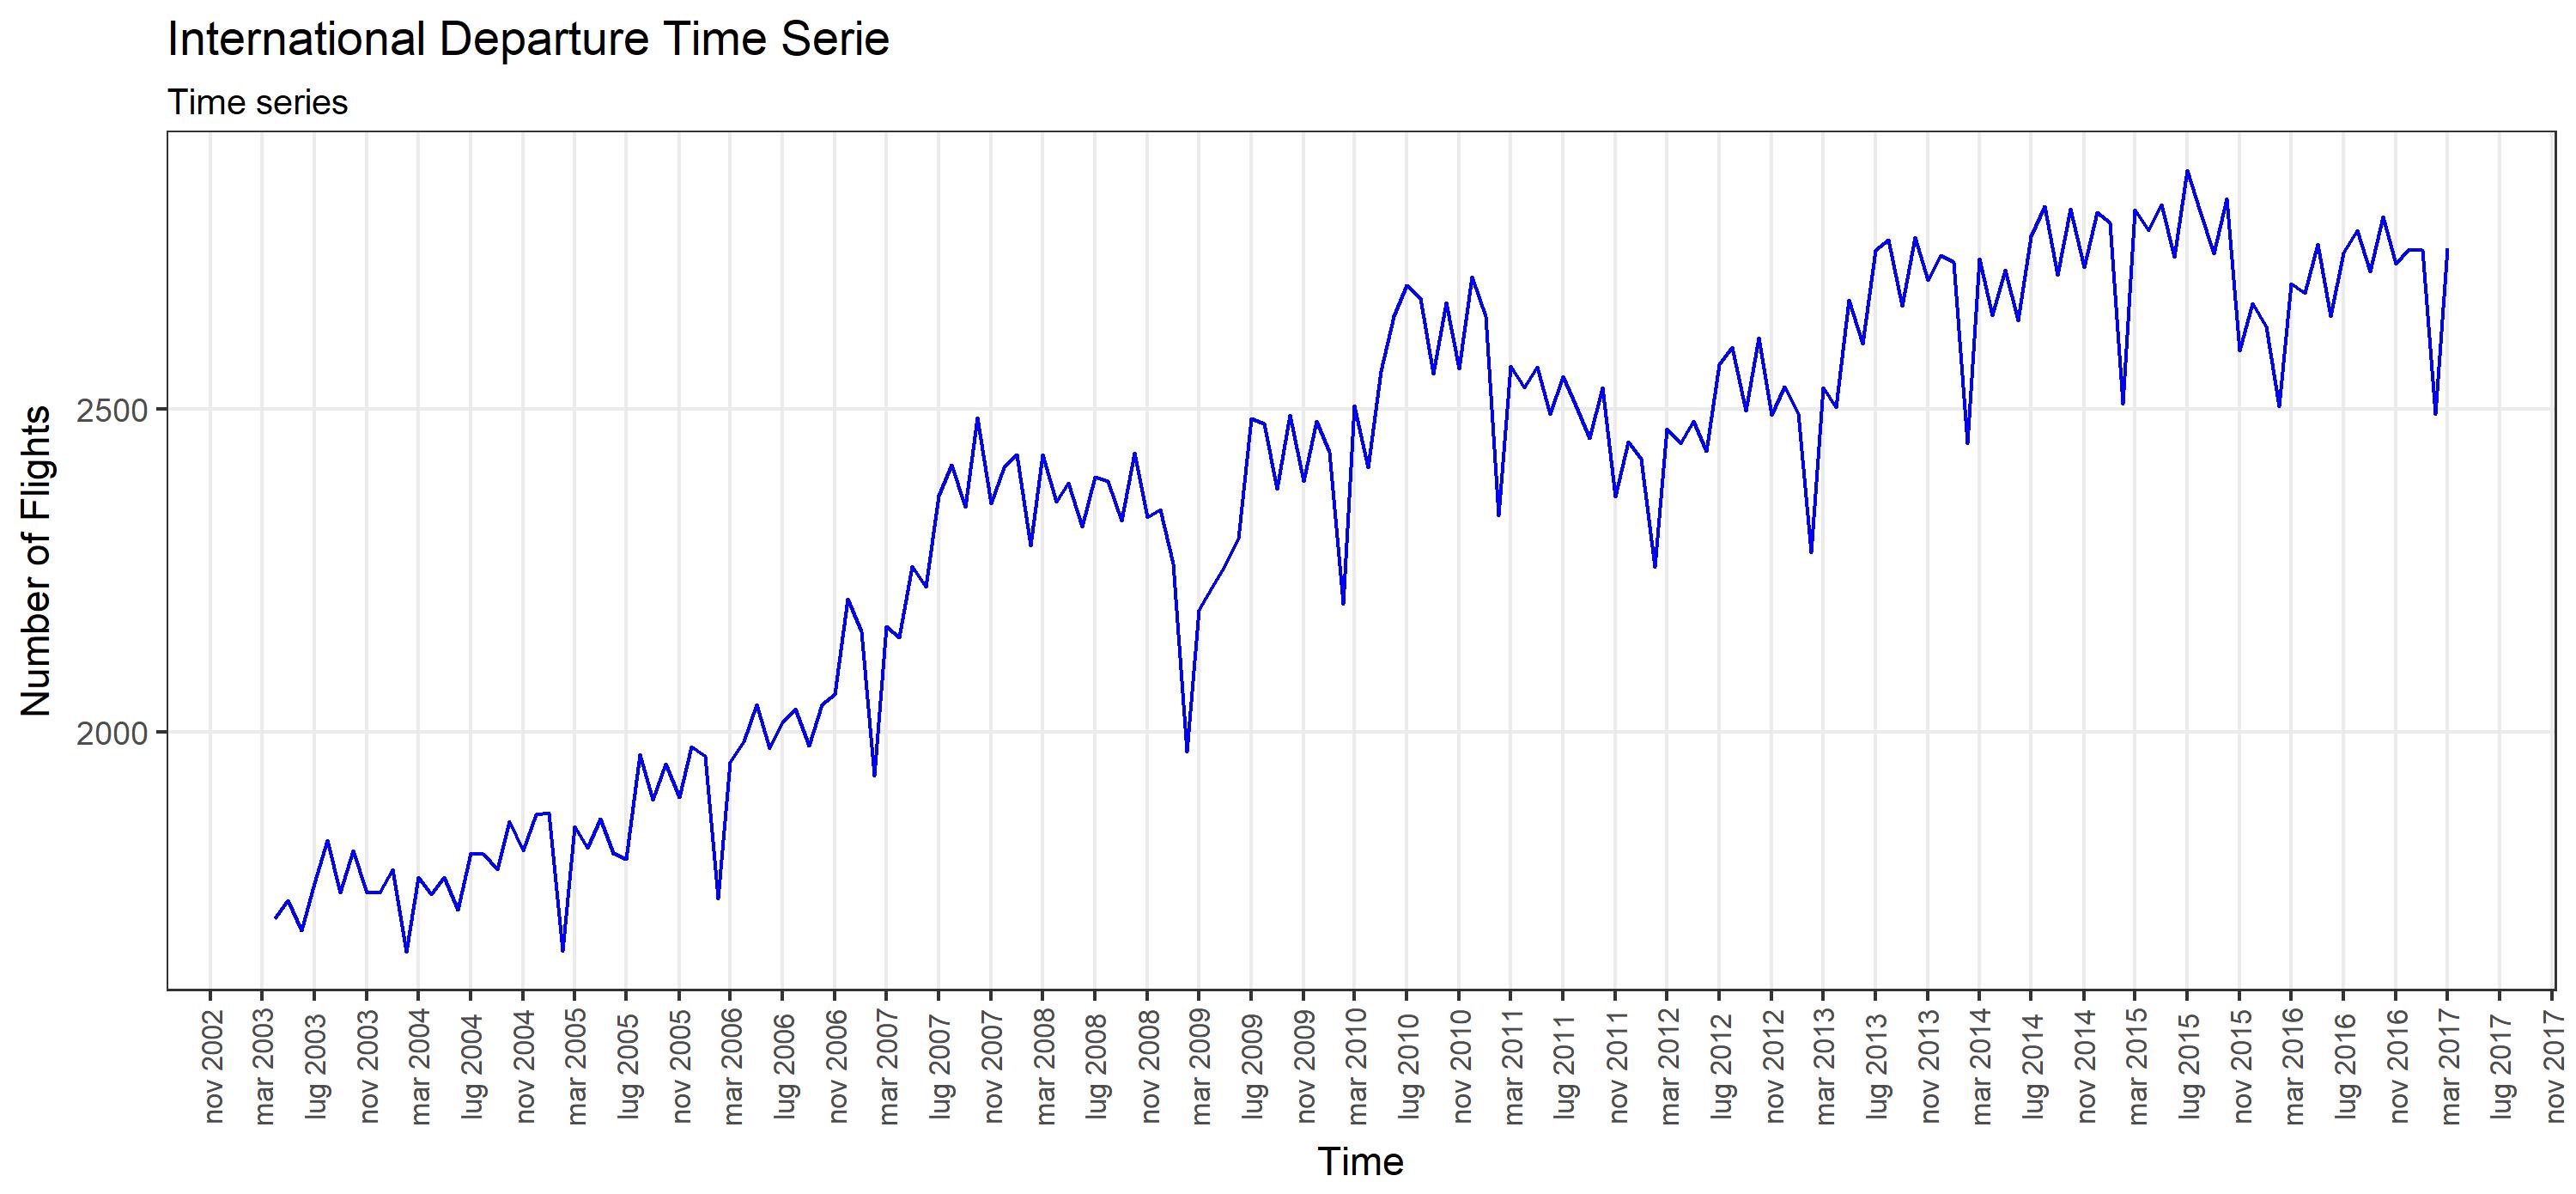 International Departure Time Serie
Time series
Number of Flights
2500
2000
nov 2002
mar 2003
lug 2003
nov 2003
mar 2004
lug 2004
nov 2004
mar 2005
lug 2005
nov 2005
mar 2006
lug 2006
nov 2006
mar 2007
lug 2007
nov 2007
mar 2008
lug 2008
nov 2008
mar 2009
lug 2009
nov 2009
mar 2010
lug 2010
nov 2010
mar 2011
lug 2011
nov 2011
mar 2012
lug 2012
nov 2012
mar 2013
lug 2013
nov 2013
mar 2014
lug 2014
nov 2014
mar 2015
lug 2015
nov 2015
mar 2016
lug 2016
nov 2016
mar 2017
lug 2017
nov 2017
Time